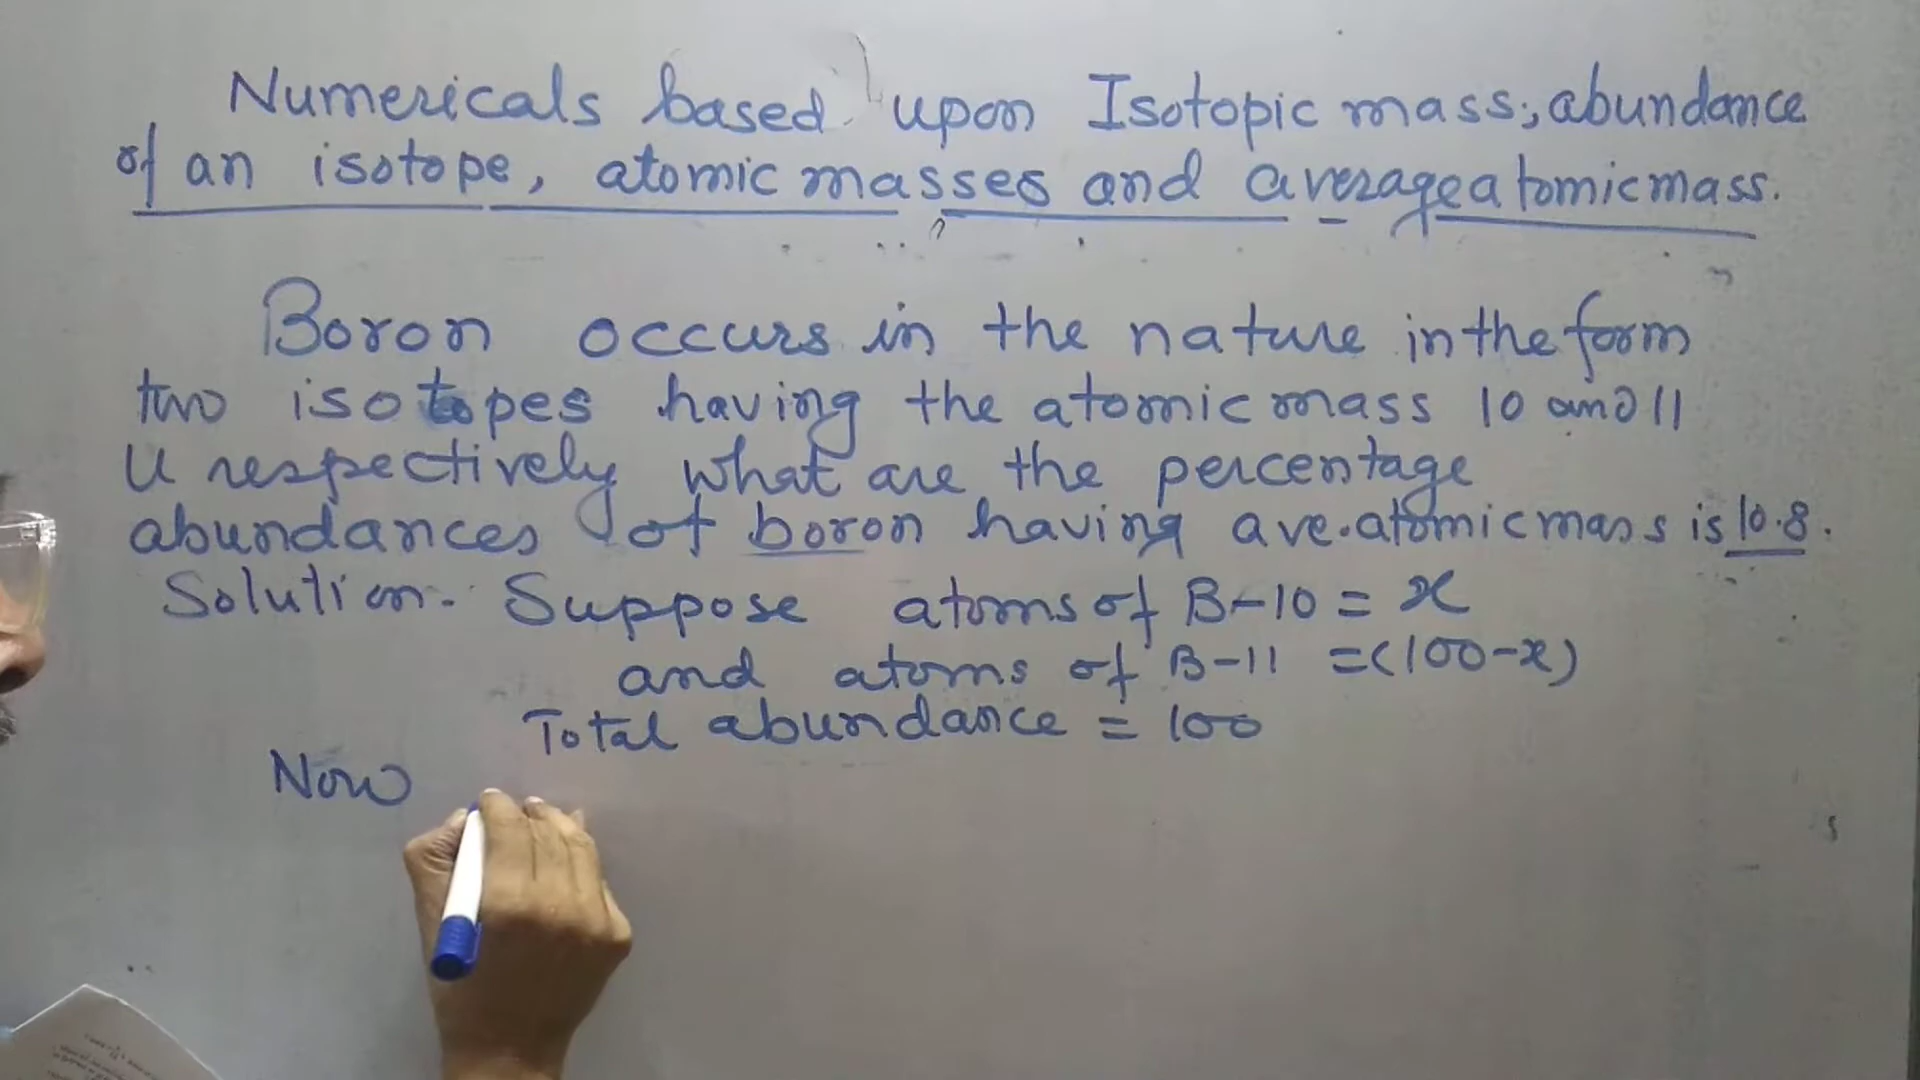 Numericals based upon Isotopic mass, abundance
of an isotope, atomic masses and average atomic mass.
Boron occurs in the nature in the form
two isotopes having the atomic mass 10 and 11
U respectively what are the percentage
abundances of boron having ave. atomic mass is 10.8.
Solution. Suppose atoms of B-10 = x
and atoms of B-11 = (100-x)
Total abundance = 100
Now